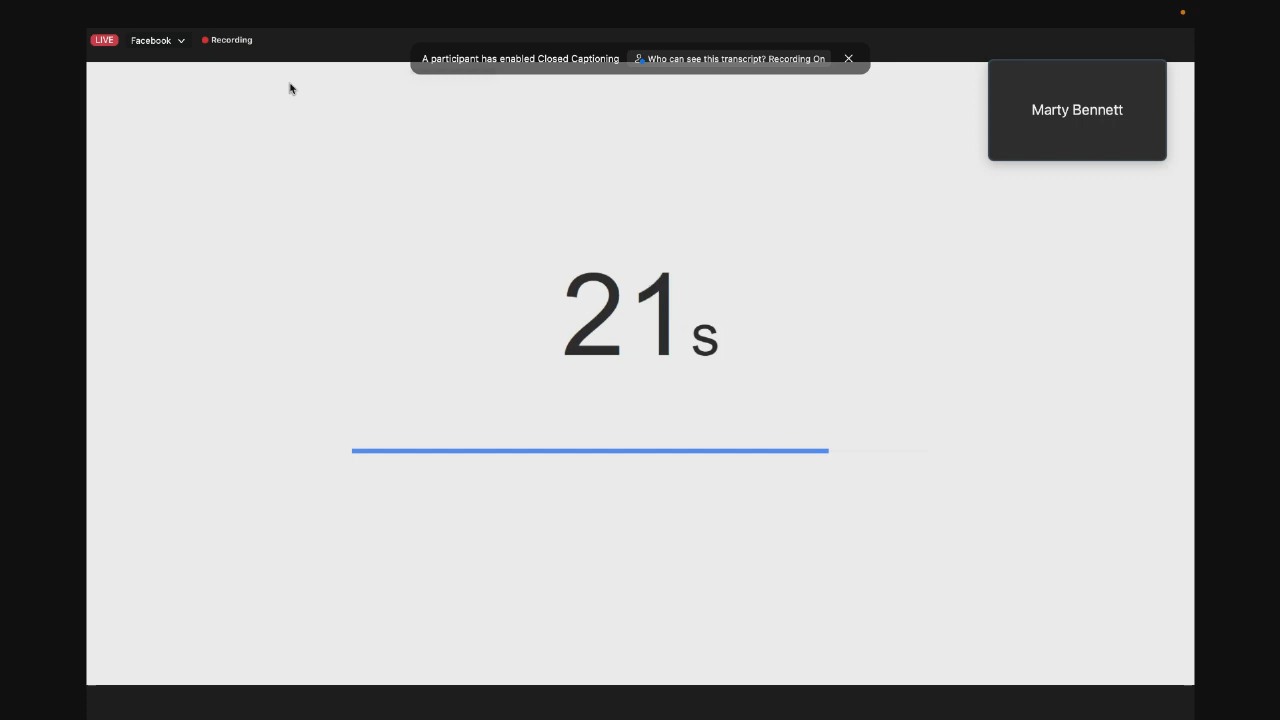 LIVE Facebook Recording
A participant has enabled Closed Captioning Who can see this transcript? Recording On
Marty Bennett
21s